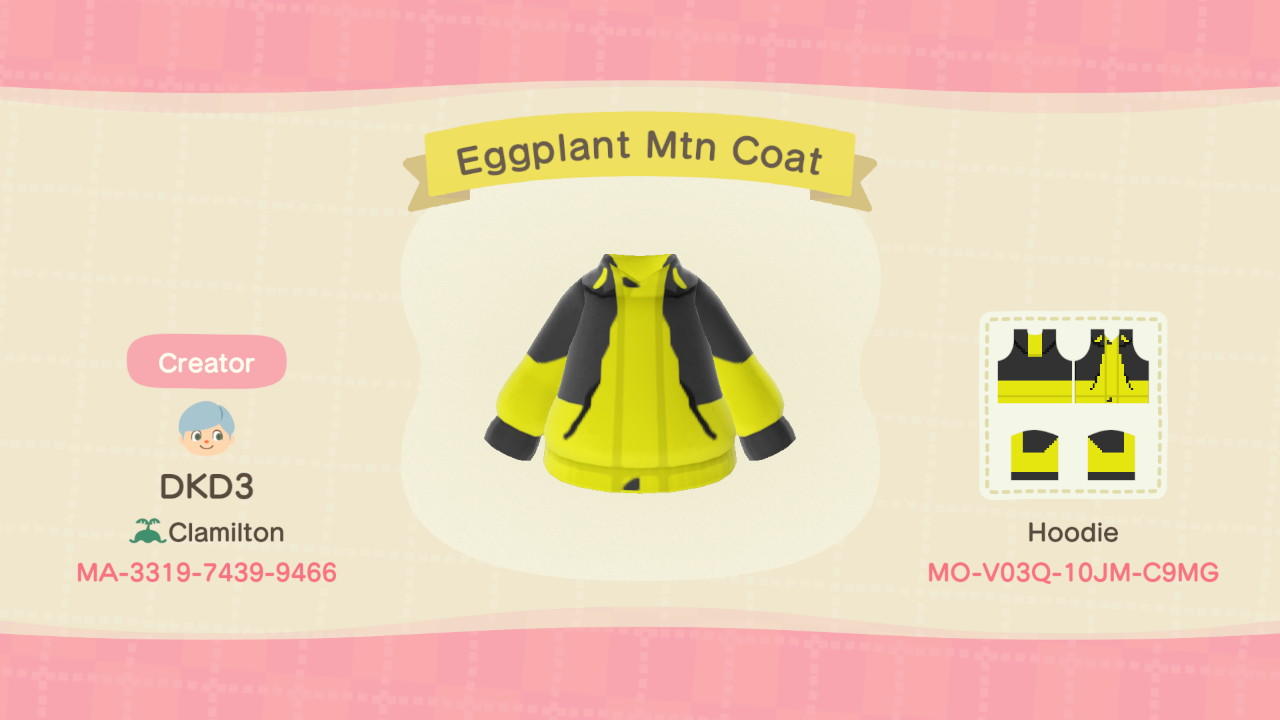 Eggplant Mtn Coat
Creator
DKD3
Clamilton
MA-3319-7439-9466
Hoodie
MO-V03Q-10JM-C9MG